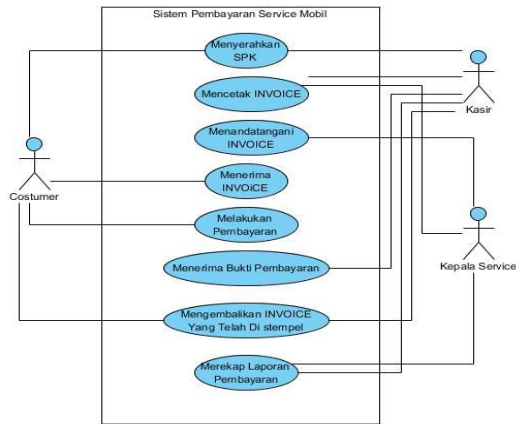 Sistem Pembayaran Service Mobil
Menyerahkan
SPK
Mencetak INVOICE
Kasir
Menandatangani
INVOICE
Costumer
Menerima
INVOiCE
Melakukan
Pembayaran
Menerima Bukti Pembayaran
Kepala Service
Mengembalikan INVOICE
Yang Telah Di stempel
Merekap Laporan
Pembayaran